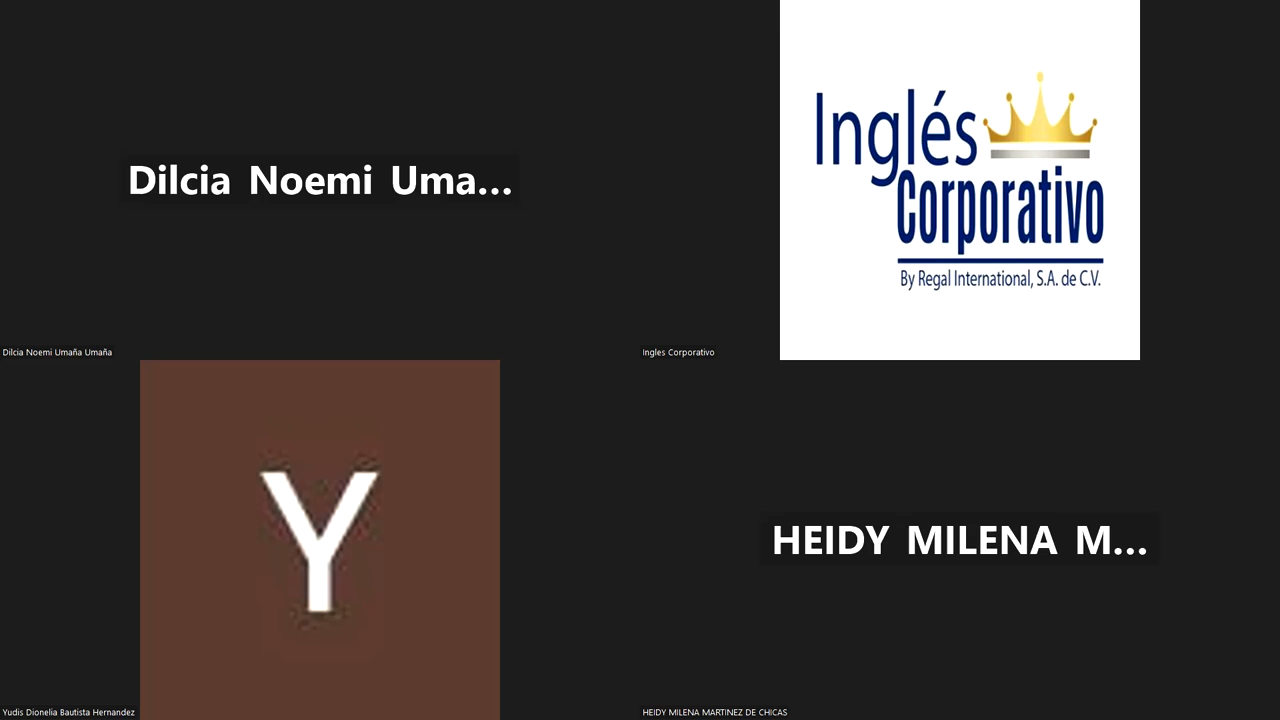 Dilcia Noemi Uma...
Dilcia Noemi Umaña Umaña
Inglés
Corporativo
By Regal International, S.A. de C.V.
Ingles Corporativo
Y
Yudis Dionelia Bautista Hernandez
HEIDY MILENA M...
HEIDY MILENA MARTINEZ DE CHICAS